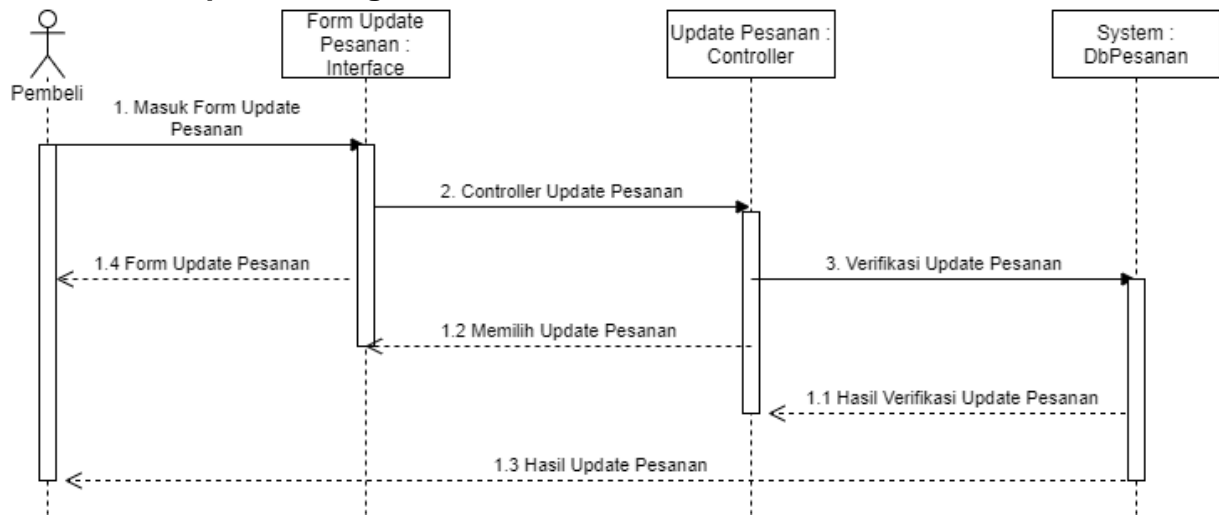 Form Update
Pesanan :
Interface
Update Pesanan :
Controller
System :
DbPesanan
Pembeli
1. Masuk Form Update
Pesanan
2. Controller Update Pesanan
1.4 Form Update Pesanan
3. Verifikasi Update Pesanan
1.2 Memilih Update Pesanan
1.1 Hasil Verifikasi Update Pesanan
1.3 Hasil Update Pesanan